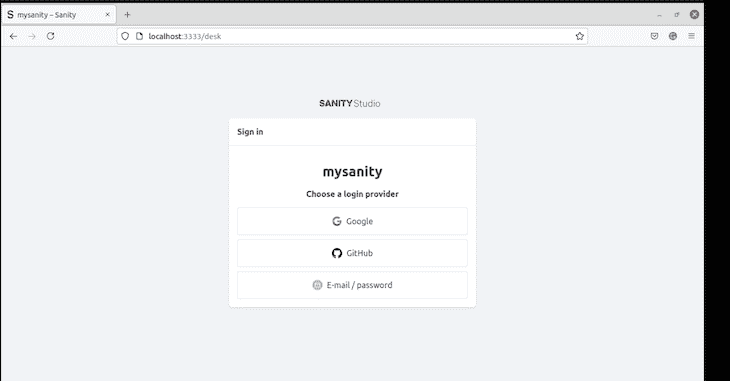 S mysanity – Sanity
localhost:3333/desk
SANITY Studio
Sign in
mysanity
Choose a login provider
Google
GitHub
E-mail / password